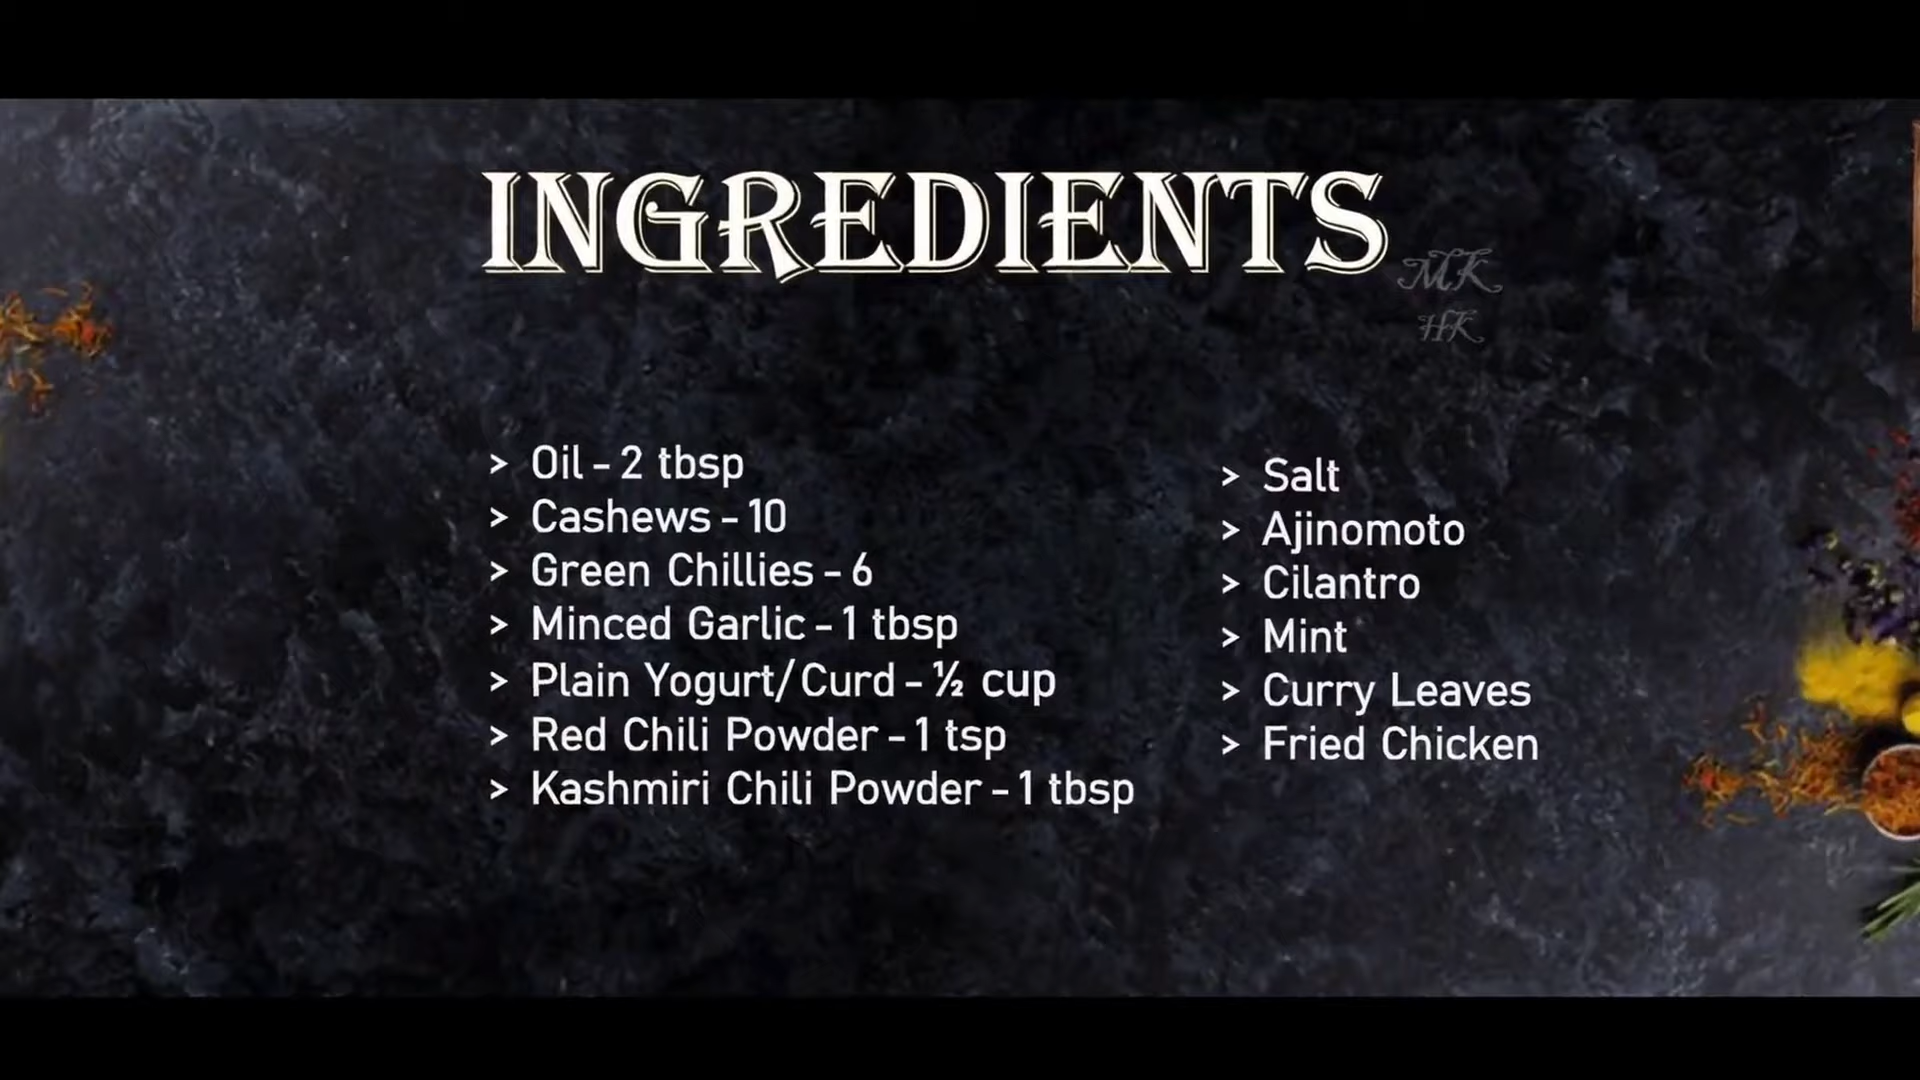 INGREDIENTS
MK
HK
> Oil - 2 tbsp
> Cashews - 10
> Green Chillies - 6
> Minced Garlic - 1 tbsp
> Plain Yogurt/Curd - ½ cup
> Red Chili Powder - 1 tsp
> Kashmiri Chili Powder - 1 tbsp
> Salt
> Ajinomoto
> Cilantro
> Mint
> Curry Leaves
> Fried Chicken